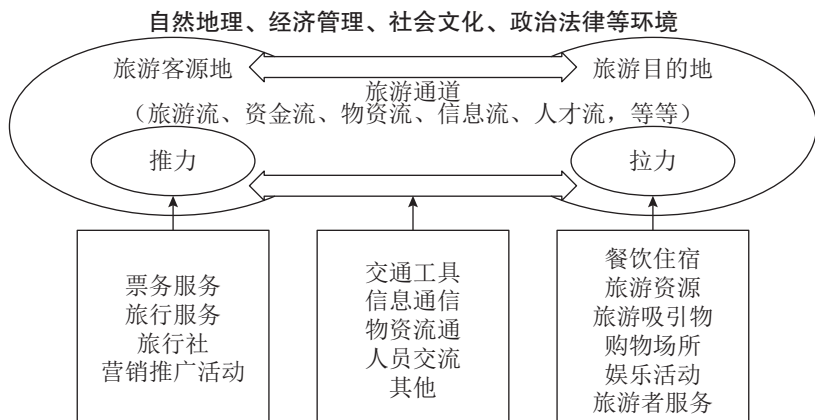 自然地理、经济管理、社会文化、政治法律等环境
旅游客源地
旅游目的地
旅游通道
（旅游流、资金流、物资流、信息流、人才流，等等）
推力
拉力
票务服务
旅行服务
旅行社
营销推广活动
交通工具
信息通信
物资流通
人员交流
其他
餐饮住宿
旅游资源
旅游吸引物
购物场所
娱乐活动
旅游者服务